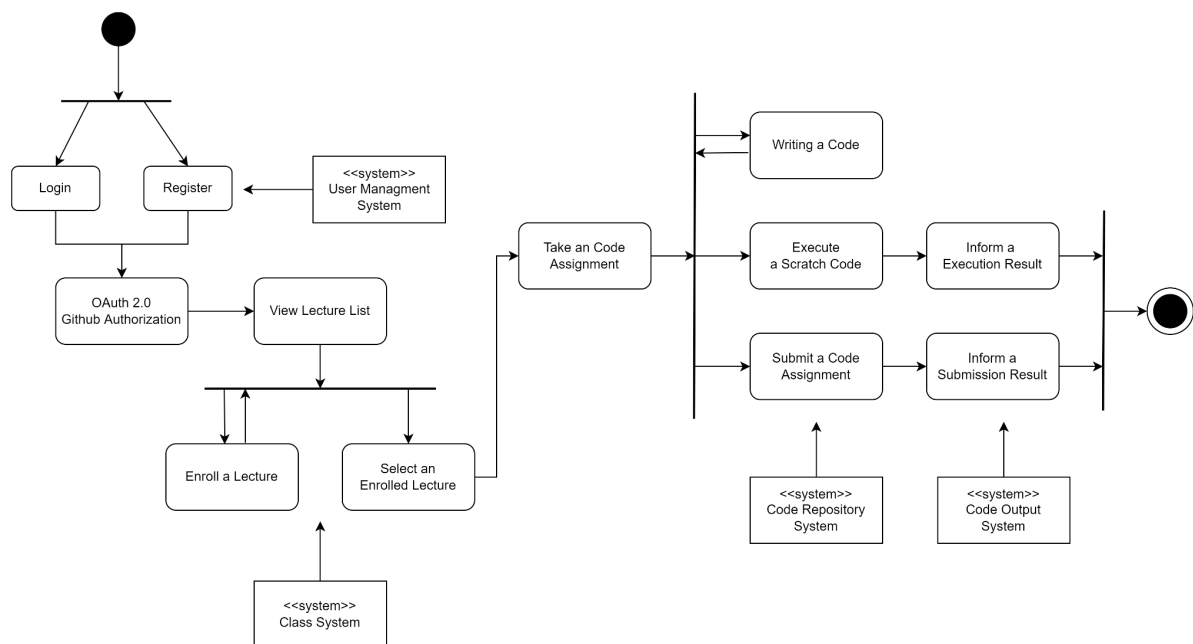 Login
Register
<<system>>
User Managment
System
OAuth 2.0
Github Authorization
View Lecture List
Enroll a Lecture
Select an
Enrolled Lecture
<<system>>
Class System
Take an Code
Assignment
Writing a Code
Execute
a Scratch Code
Inform a
Execution Result
Submit a Code
Assignment
Inform a
Submission Result
<<system>>
Code Repository
System
<<system>>
Code Output
System